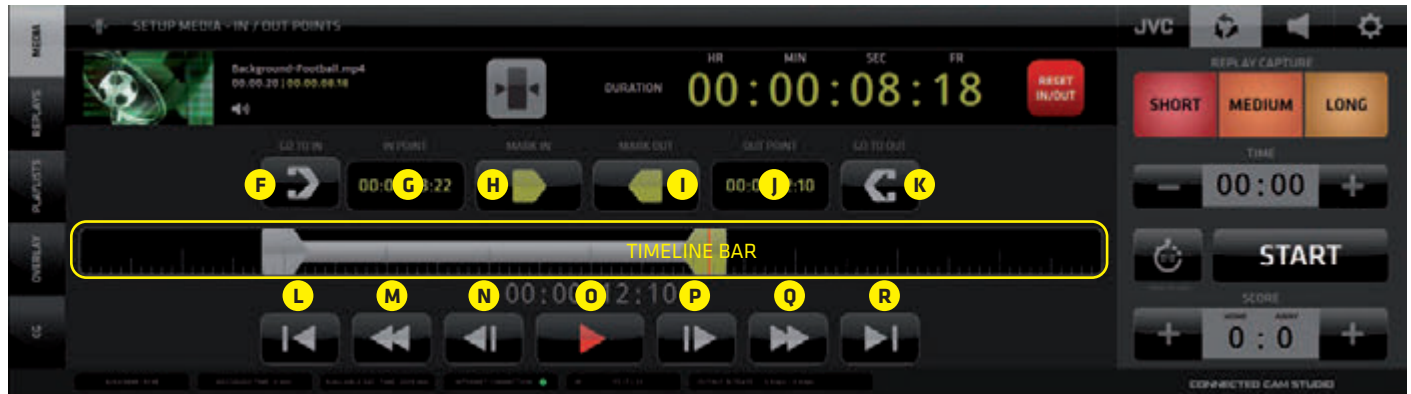 MEDIA
REPLAYS
PLAYLISTS
OVERLAY
CG
SETUP MEDIA - IN / OUT POINTS
Background-Football.mp4
00.00.20 | 00.00.08.18
DURATION
HR MIN SEC FR
00 : 00 : 08 : 18
RESET
IN/OUT
GO TO IN IN POINT MARK IN MARK OUT OUT POINT GO TO OUT
F G H I J K
TIMELINE BAR
L M N O P Q R
JVC
REPLAY CAPTURE
SHORT MEDIUM LONG
TIME
− 00:00 +
START
SCORE
HOME AWAY
+ 0 : 0 +
CONNECTED CAM STUDIO